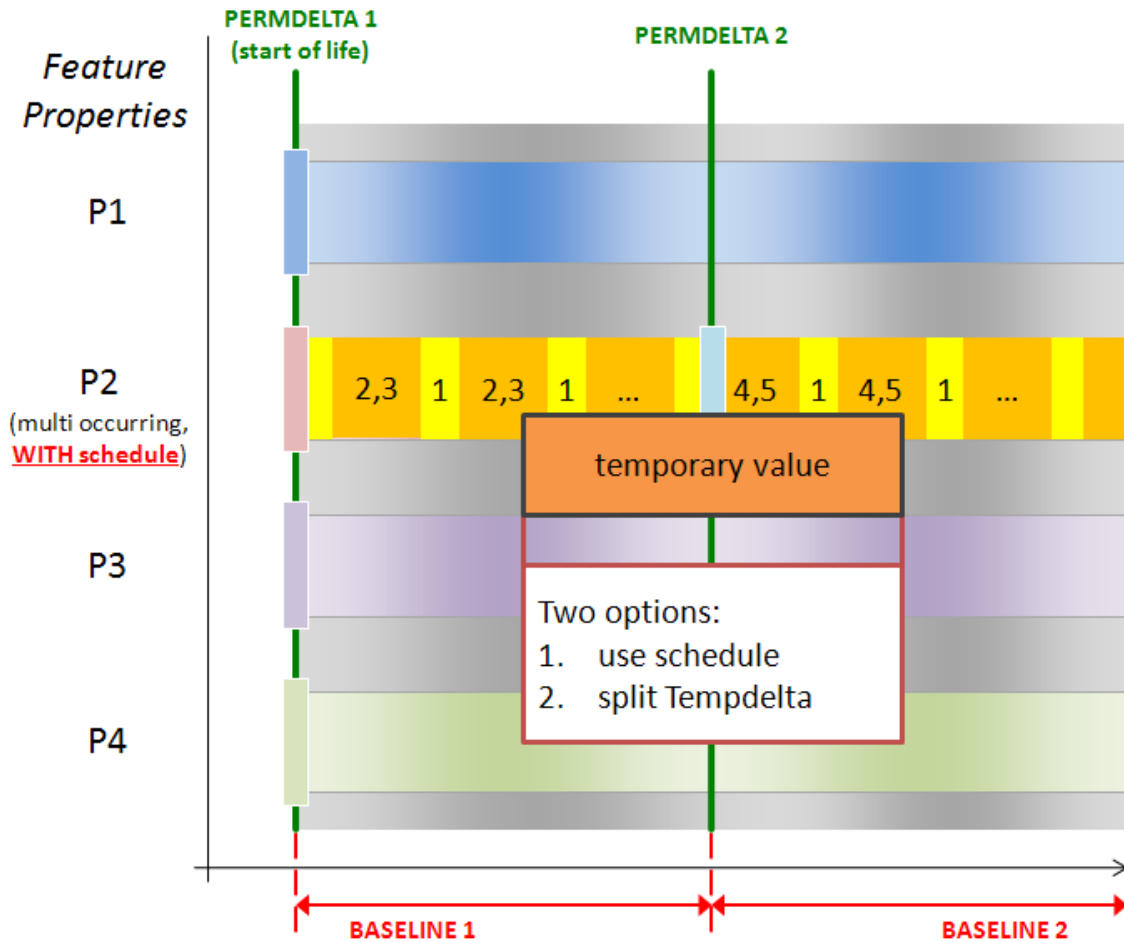 PERMDELTA 1
(start of life)
PERMDELTA 2
Feature
Properties
P1
P2
(multi occurring,
WITH schedule)
2,3 1 2,3 1 ... 4,5 1 4,5 1 ...
temporary value
P3
Two options:
1. use schedule
2. split Tempdelta
P4
BASELINE 1
BASELINE 2